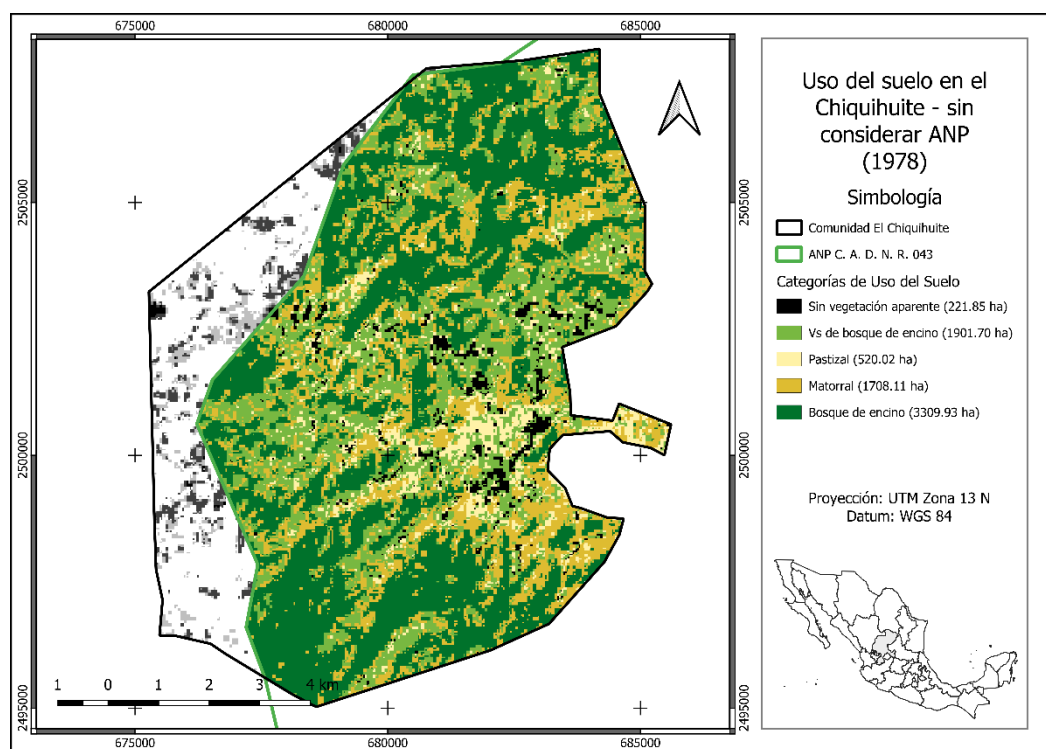 675000 680000 685000
2505000 2505000
2500000 2500000
2495000 2495000
1 0 1 2 3 4 km
675000 680000 685000
Uso del suelo en el
Chiquihuite - sin
considerar ANP
(1978)
Simbología
Comunidad El Chiquihuite
ANP C. A. D. N. R. 043
Categorías de Uso del Suelo
Sin vegetación aparente (221.85 ha)
Vs de bosque de encino (1901.70 ha)
Pastizal (520.02 ha)
Matorral (1708.11 ha)
Bosque de encino (3309.93 ha)
Proyección: UTM Zona 13 N
Datum: WGS 84